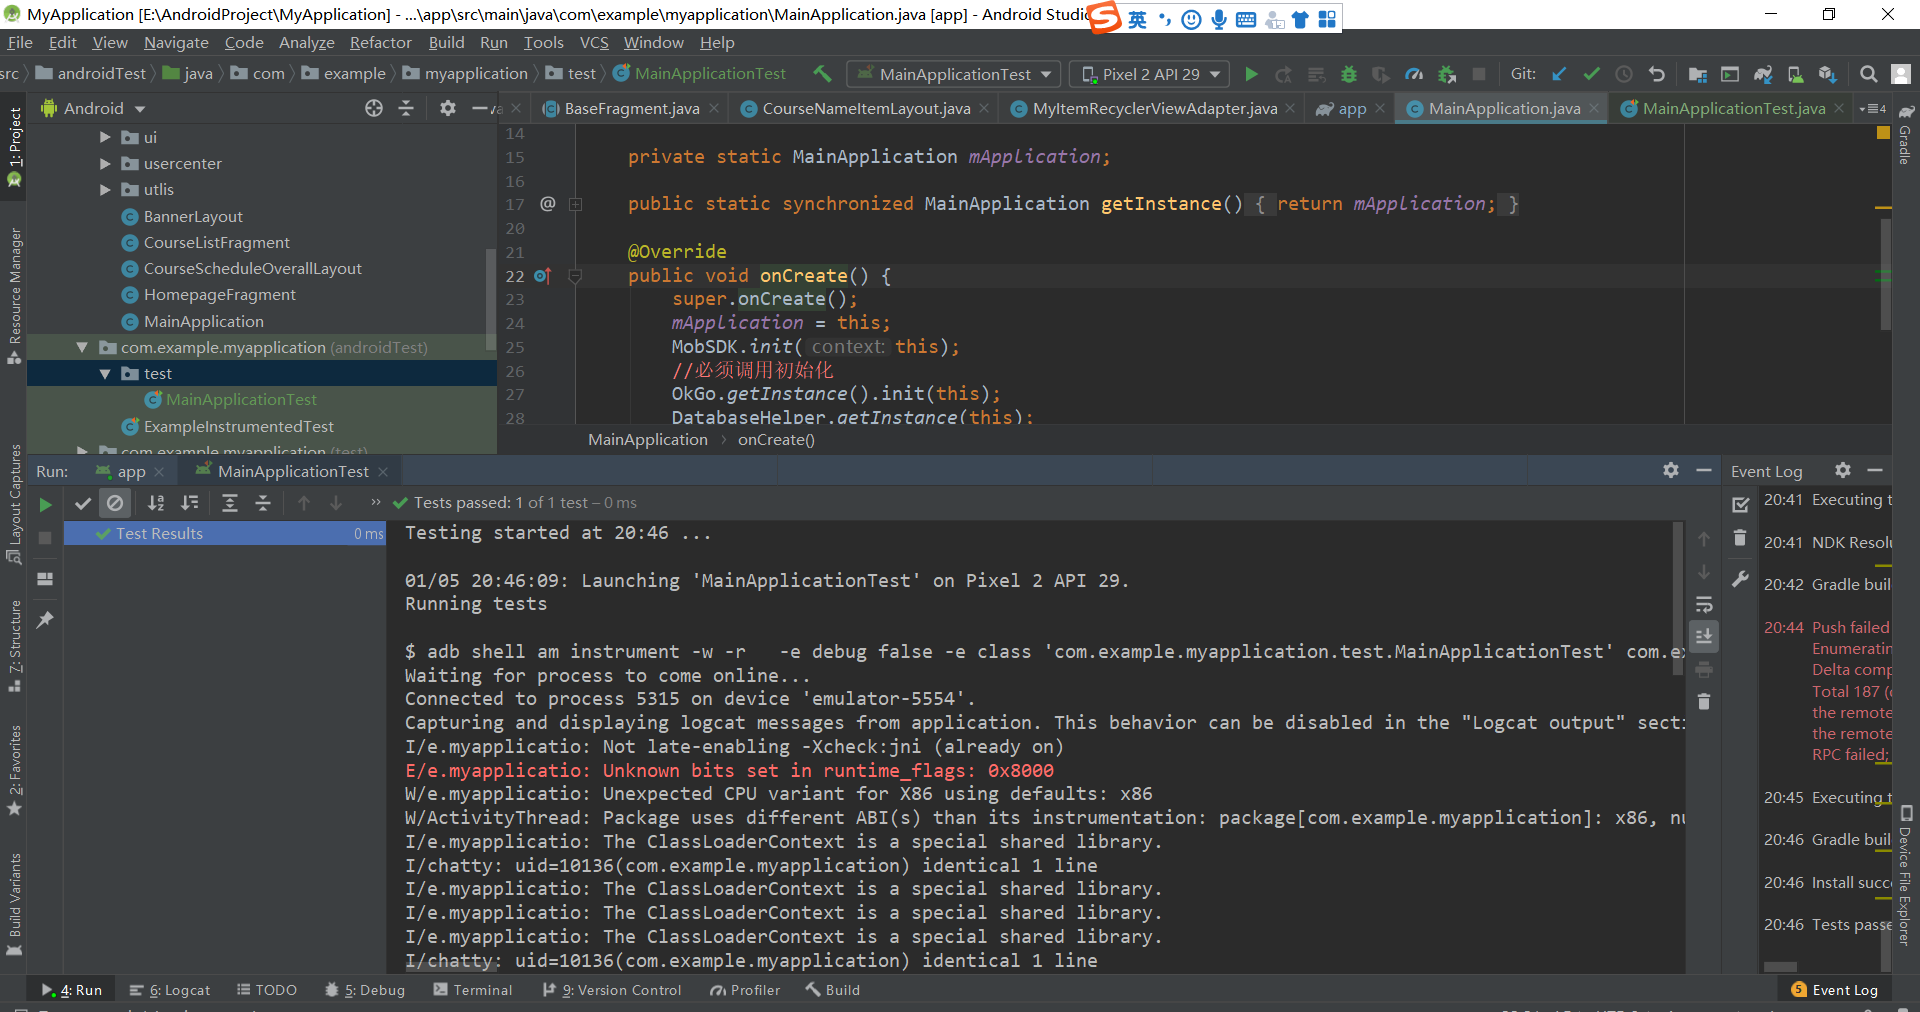 MyApplication [E:\AndroidProject\MyApplication] - ...\app\src\main\java\com\example\myapplication\MainApplication.java [app] - Android Studio
英
File Edit View Navigate Code Analyze Refactor Build Run Tools VCS Window Help
src androidTest java com example myapplication test MainApplicationTest MainApplicationTest Pixel 2 API 29 Git:
Android
BaseFragment.java CourseNameItemLayout.java MyItemRecyclerViewAdapter.java app MainApplication.java MainApplicationTest.java 4
1: Project
Resource Manager
Layout Captures
7: Structure
2: Favorites
Build Variants
Gradle
Device File Explorer
ui
usercenter
utlis
BannerLayout
CourseListFragment
CourseScheduleOverallLayout
HomepageFragment
MainApplication
com.example.myapplication (androidTest)
test
MainApplicationTest
ExampleInstrumentedTest
com.example.myapplication (test)
14
15 private static MainApplication mApplication;
16
17 @ public static synchronized MainApplication getInstance() { return mApplication; }
20
21 @Override
22 public void onCreate() {
23 super.onCreate();
24 mApplication = this;
25 MobSDK.init( context: this);
26 //必须调用初始化
27 OkGo.getInstance().init(this);
28 DatabaseHelper.getInstance(this);
MainApplication › onCreate()
Run: app MainApplicationTest
» Tests passed: 1 of 1 test – 0 ms
Test Results 0 ms
Testing started at 20:46 ...
01/05 20:46:09: Launching 'MainApplicationTest' on Pixel 2 API 29.
Running tests
$ adb shell am instrument -w -r   -e debug false -e class 'com.example.myapplication.test.MainApplicationTest' com.ex
Waiting for process to come online...
Connected to process 5315 on device 'emulator-5554'.
Capturing and displaying logcat messages from application. This behavior can be disabled in the "Logcat output" secti
I/e.myapplicatio: Not late-enabling -Xcheck:jni (already on)
E/e.myapplicatio: Unknown bits set in runtime_flags: 0x8000
W/e.myapplicatio: Unexpected CPU variant for X86 using defaults: x86
W/ActivityThread: Package uses different ABI(s) than its instrumentation: package[com.example.myapplication]: x86, nu
I/e.myapplicatio: The ClassLoaderContext is a special shared library.
I/chatty: uid=10136(com.example.myapplication) identical 1 line
I/e.myapplicatio: The ClassLoaderContext is a special shared library.
I/e.myapplicatio: The ClassLoaderContext is a special shared library.
I/e.myapplicatio: The ClassLoaderContext is a special shared library.
I/chatty: uid=10136(com.example.myapplication) identical 1 line
Event Log
20:41 Executing t
20:41 NDK Resolu
20:42 Gradle buil
20:44 Push failed
Enumeratin
Delta comp
Total 187 (
the remote
the remote
RPC failed;
20:45 Executing t
20:46 Gradle buil
20:46 Install succe
20:46 Tests passe
4: Run 6: Logcat TODO 5: Debug Terminal 9: Version Control Profiler Build 5 Event Log